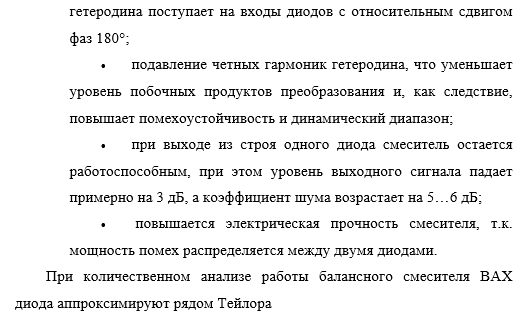 гетеродина поступает на входы диодов с относительным сдвигом
фаз 180°;
• подавление четных гармоник гетеродина, что уменьшает
уровень побочных продуктов преобразования и, как следствие,
повышает помехоустойчивость и динамический диапазон;
• при выходе из строя одного диода смеситель остается
работоспособным, при этом уровень выходного сигнала падает
примерно на 3 дБ, а коэффициент шума возрастает на 5…6 дБ;
• повышается электрическая прочность смесителя, т.к.
мощность помех распределяется между двумя диодами.
При количественном анализе работы балансного смесителя ВАХ
диода аппроксимируют рядом Тейлора